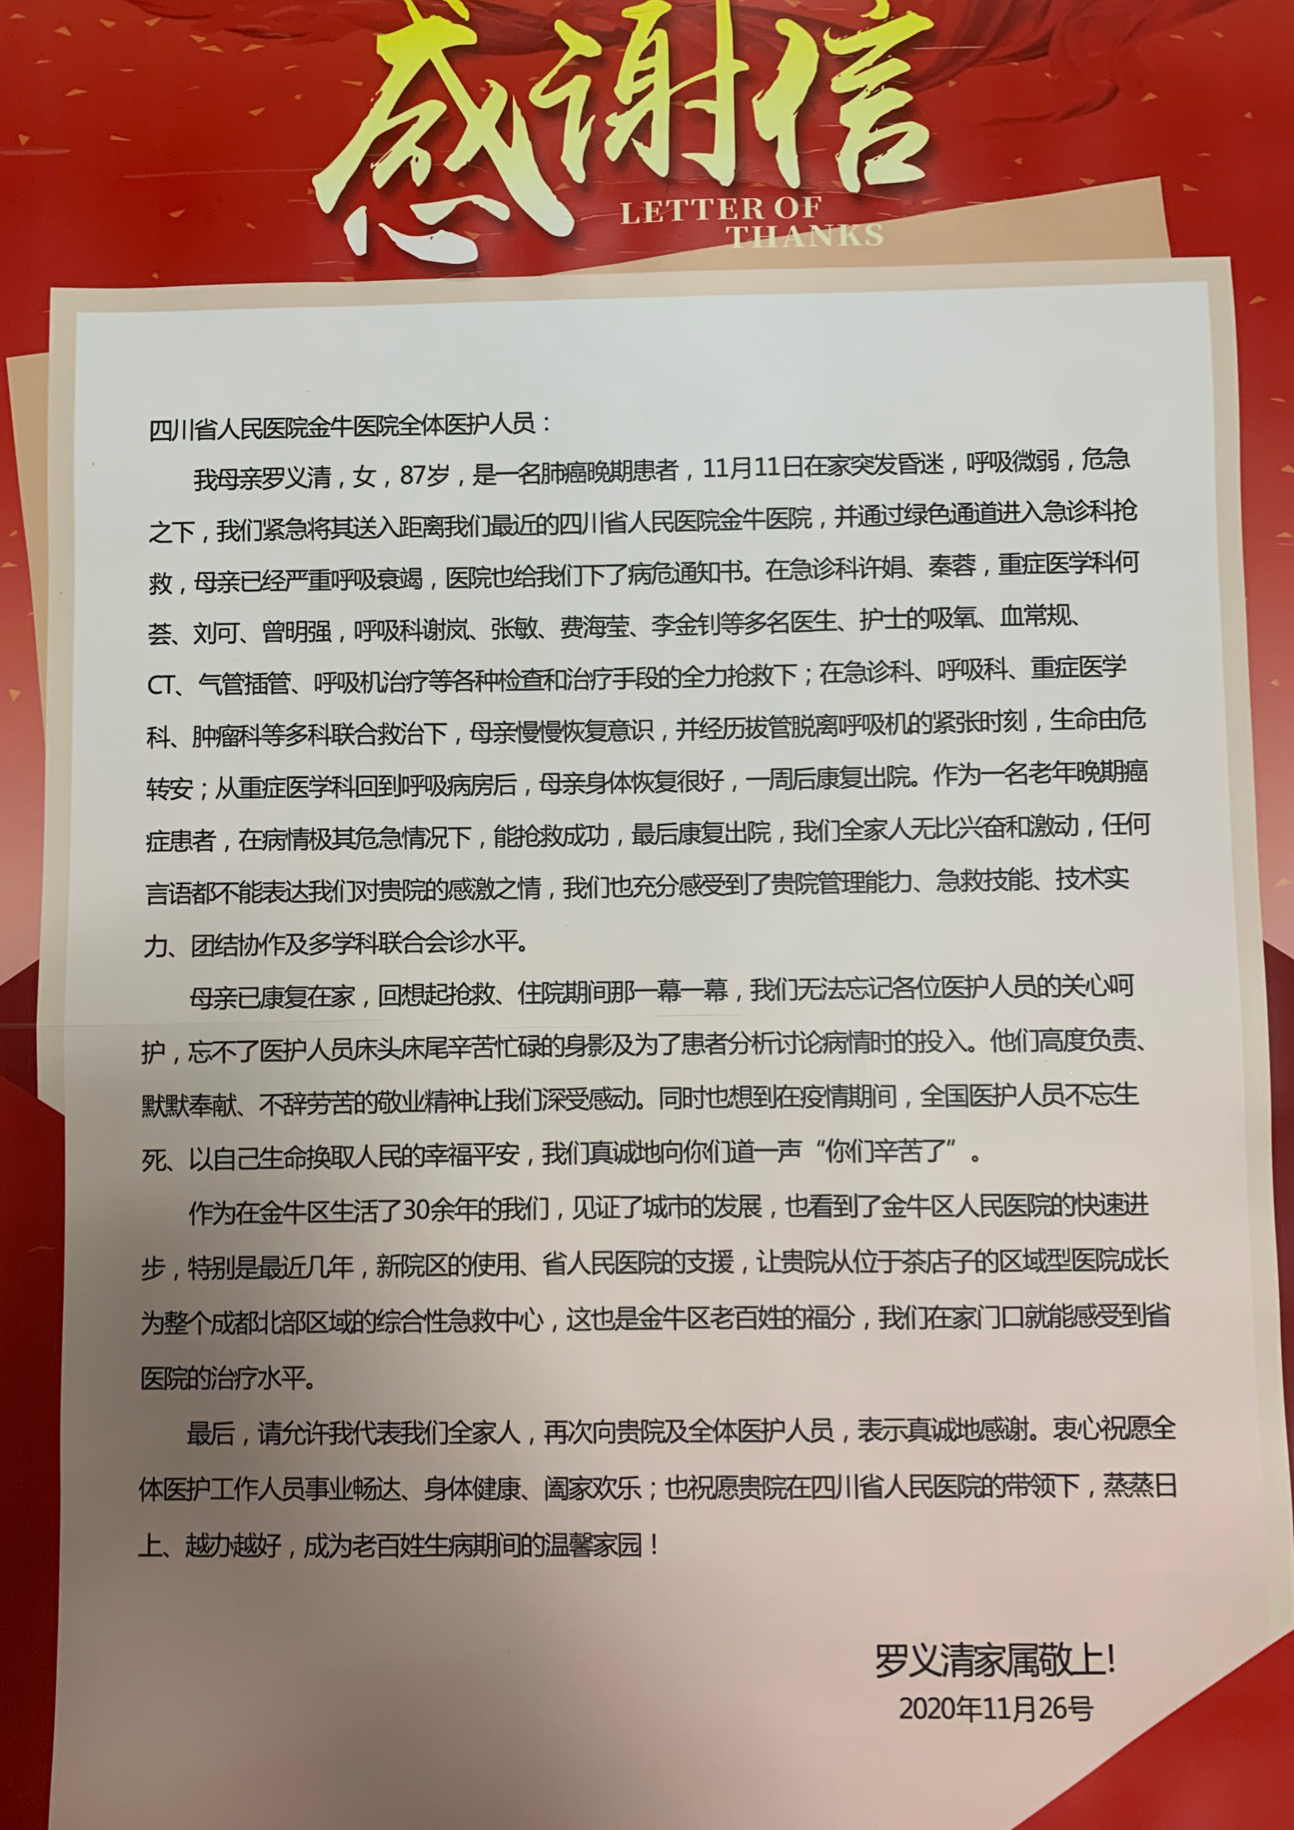 感谢信
LETTER OF
THANKS
四川省人民医院金牛医院全体医护人员：
我母亲罗义清，女，87岁，是一名肺癌晚期患者，11月11日在家突发昏迷，呼吸微弱，危急
之下，我们紧急将其送入距离我们最近的四川省人民医院金牛医院，并通过绿色通道进入急诊科抢
救，母亲已经严重呼吸衰竭，医院也给我们下了病危通知书。在急诊科许娟、秦蓉，重症医学科何
荟、刘可、曾明强，呼吸科谢岚、张敏、费海莹、李金钊等多名医生、护士的吸氧、血常规、
CT、气管插管、呼吸机治疗等各种检查和治疗手段的全力抢救下；在急诊科、呼吸科、重症医学
科、肿瘤科等多科联合救治下，母亲慢慢恢复意识，并经历拔管脱离呼吸机的紧张时刻，生命由危
转安；从重症医学科回到呼吸病房后，母亲身体恢复很好，一周后康复出院。作为一名老年晚期癌
症患者，在病情极其危急情况下，能抢救成功，最后康复出院，我们全家人无比兴奋和激动，任何
言语都不能表达我们对贵院的感激之情，我们也充分感受到了贵院管理能力、急救技能、技术实
力、团结协作及多学科联合会诊水平。
母亲已康复在家，回想起抢救、住院期间那一幕一幕，我们无法忘记各位医护人员的关心呵
护，忘不了医护人员床头床尾辛苦忙碌的身影及为了患者分析讨论病情时的投入。他们高度负责、
默默奉献、不辞劳苦的敬业精神让我们深受感动。同时也想到在疫情期间，全国医护人员不忘生
死、以自己生命换取人民的幸福平安，我们真诚地向你们道一声“你们辛苦了”。
作为在金牛区生活了30余年的我们，见证了城市的发展，也看到了金牛区人民医院的快速进
步，特别是最近几年，新院区的使用、省人民医院的支援，让贵院从位于茶店子的区域型医院成长
为整个成都北部区域的综合性急救中心，这也是金牛区老百姓的福分，我们在家门口就能感受到省
医院的治疗水平。
最后，请允许我代表我们全家人，再次向贵院及全体医护人员，表示真诚地感谢。衷心祝愿全
体医护工作人员事业畅达、身体健康、阖家欢乐；也祝愿贵院在四川省人民医院的带领下，蒸蒸日
上、越办越好，成为老百姓生病期间的温馨家园！
罗义清家属敬上！
2020年11月26号